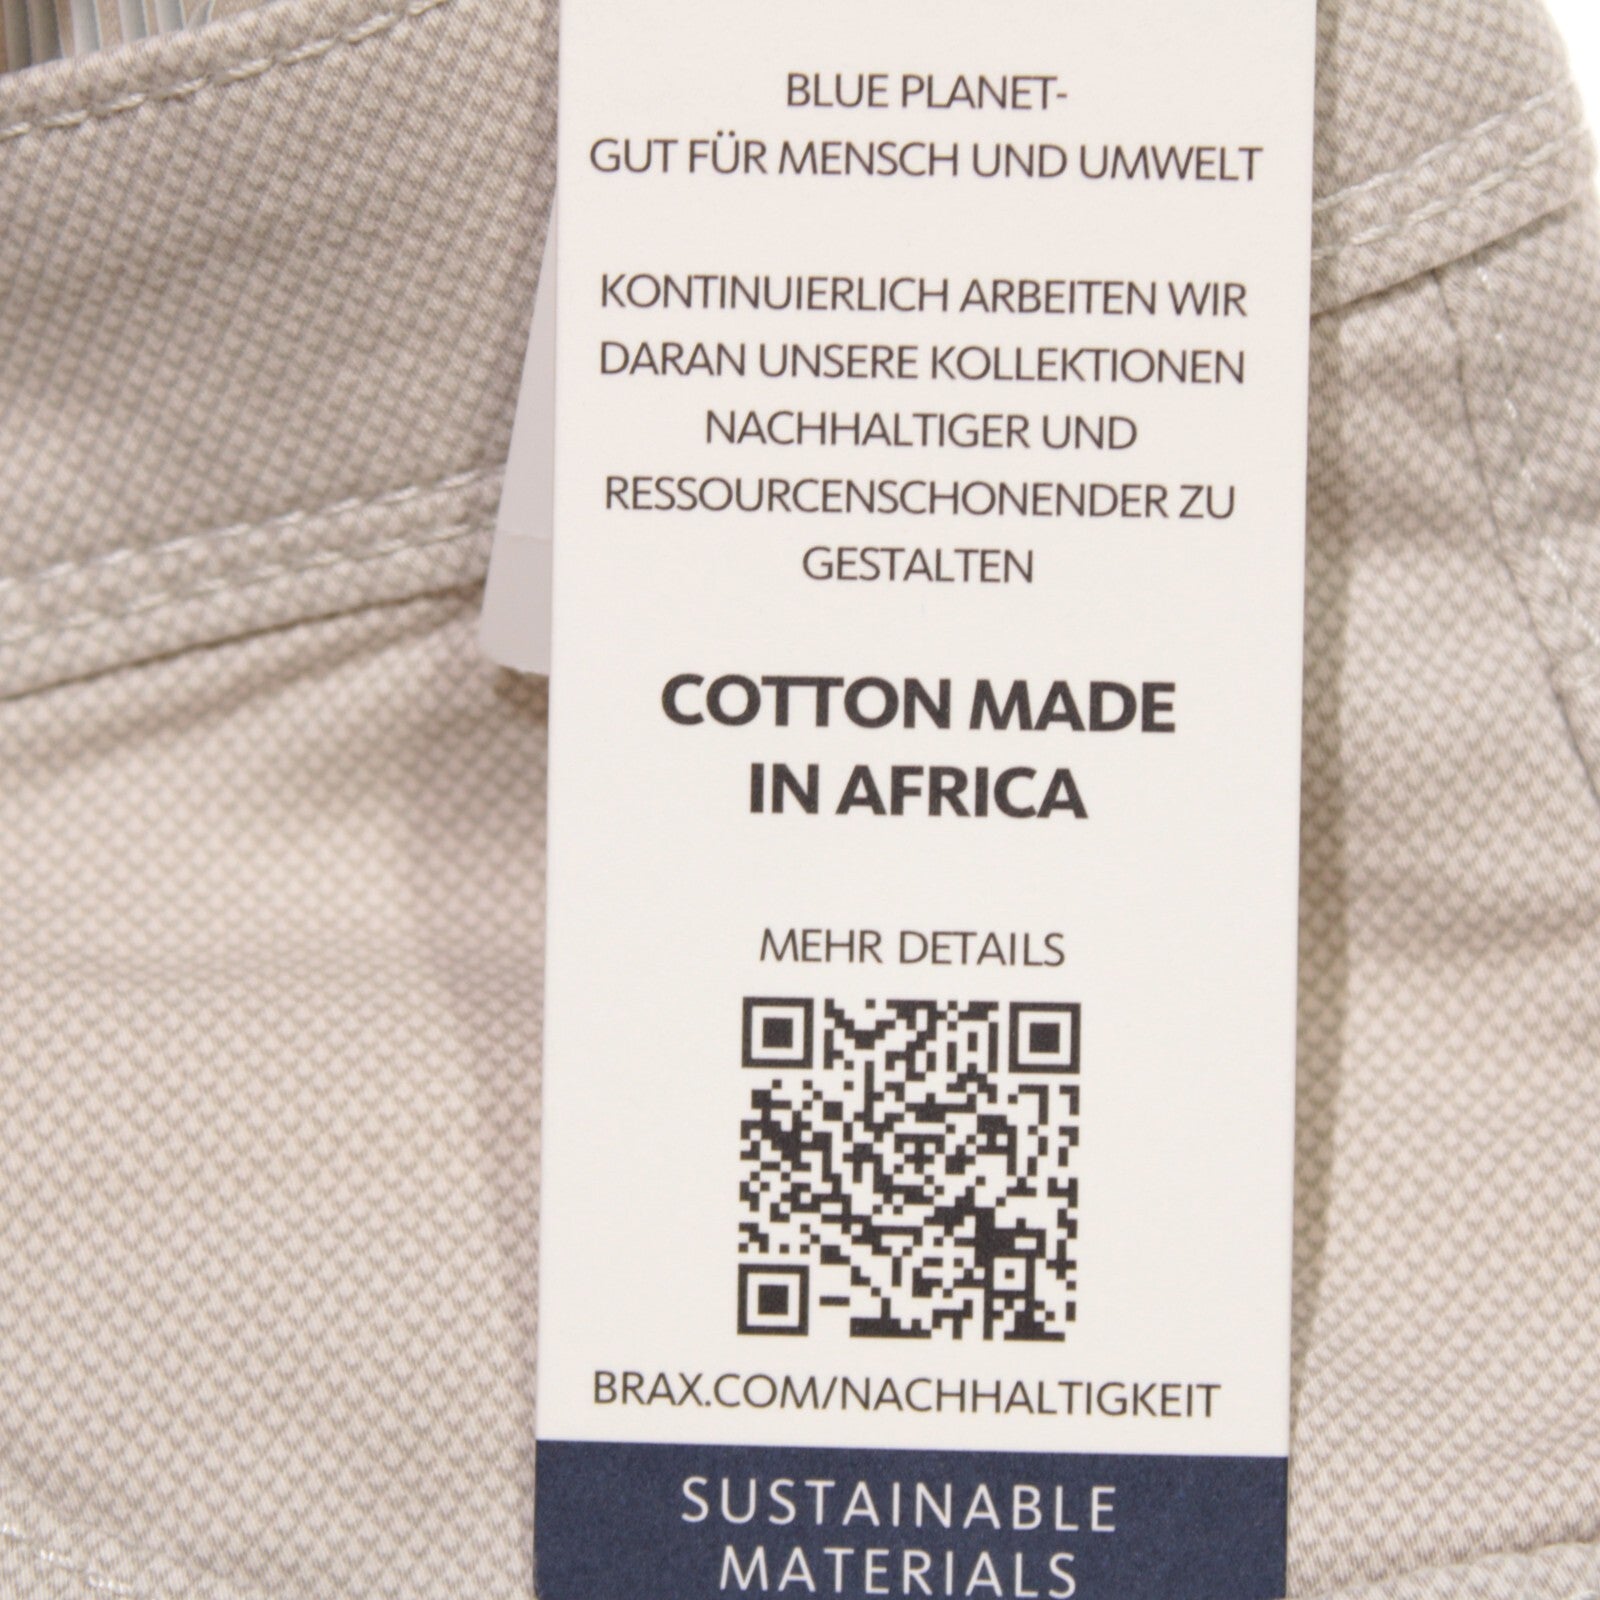 BLUE PLANET-
GUT FÜR MENSCH UND UMWELT
KONTINUIERLICH ARBEITEN WIR
DARAN UNSERE KOLLEKTIONEN
NACHHALTIGER UND
RESSOURCENSCHONENDER ZU
GESTALTEN
COTTON MADE
IN AFRICA
MEHR DETAILS
BRAX.COM/NACHHALTIGKEIT
SUSTAINABLE
MATERIALS